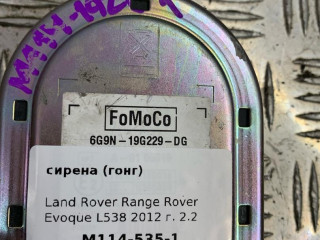 FoMoCo
6G9N-19G229-DG
сирена (гонг)
Land Rover Range Rover
Evoque L538 2012 г. 2.2
M114-535-1